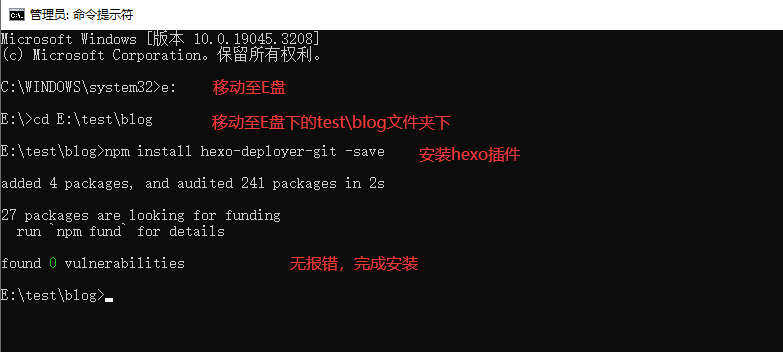 管理员: 命令提示符
Microsoft Windows [版本 10.0.19045.3208]
(c) Microsoft Corporation。保留所有权利。
C:\WINDOWS\system32>e: 移动至E盘
E:\>cd E:\test\blog 移动至E盘下的test\blog文件夹下
E:\test\blog>npm install hexo-deployer-git -save 安装hexo插件
added 4 packages, and audited 241 packages in 2s
27 packages are looking for funding
run `npm fund` for details
found 0 vulnerabilities 无报错，完成安装
E:\test\blog>